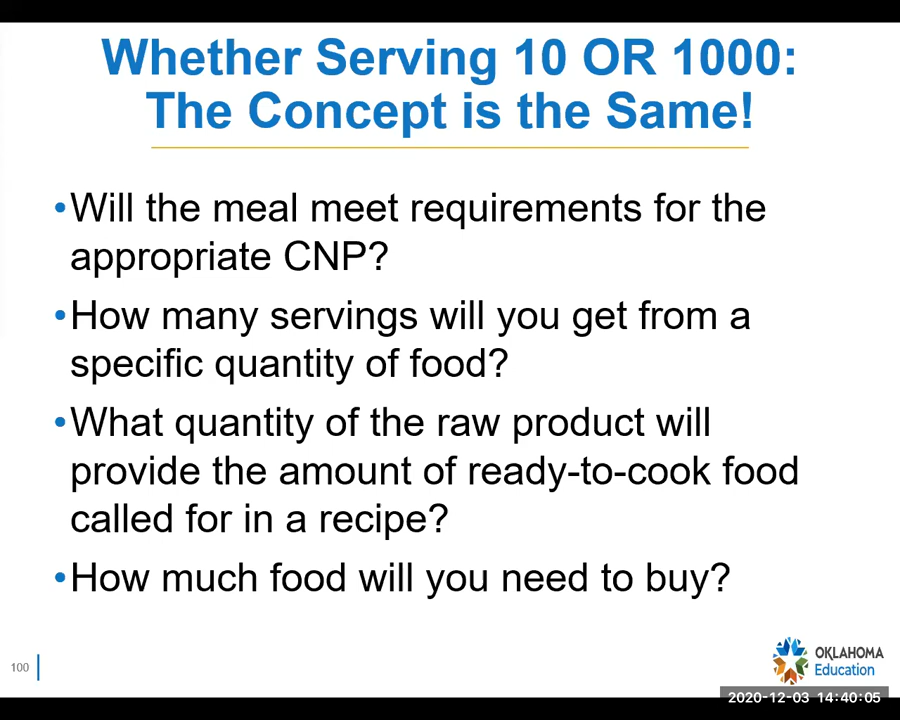 Whether Serving 10 OR 1000:
The Concept is the Same!
•Will the meal meet requirements for the
appropriate CNP?
•How many servings will you get from a
specific quantity of food?
•What quantity of the raw product will
provide the amount of ready-to-cook food
called for in a recipe?
•How much food will you need to buy?
100
OKLAHOMA
Education
2020-12-03 14:40:05